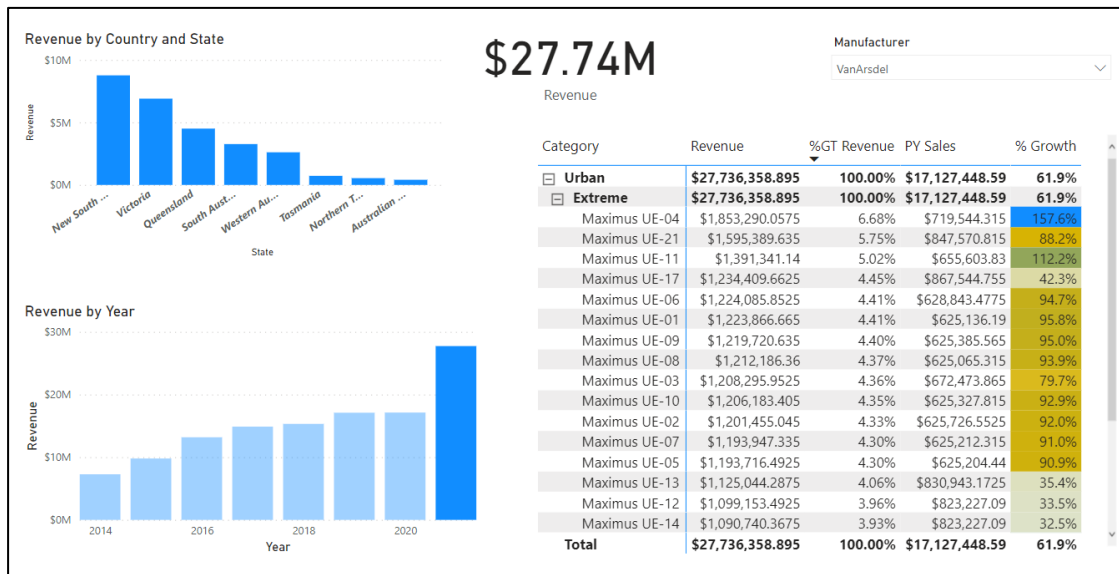 Revenue by Country and State
$10M
$5M
$0M
Revenue
New South ...
Victoria
Queensland
South Aust...
Western Au...
Tasmania
Northern T...
Australian ...
State
$27.74M
Revenue
Manufacturer
VanArsdel
Revenue by Year
$30M
$20M
$10M
$0M
Revenue
2014 2016 2018 2020
Year
Category Revenue %GT Revenue PY Sales % Growth
Urban $27,736,358.895 100.00% $17,127,448.59 61.9%
Extreme $27,736,358.895 100.00% $17,127,448.59 61.9%
Maximus UE-04 $1,853,290.0575 6.68% $719,544.315 157.6%
Maximus UE-21 $1,595,389.635 5.75% $847,570.815 88.2%
Maximus UE-11 $1,391,341.14 5.02% $655,603.83 112.2%
Maximus UE-17 $1,234,409.6625 4.45% $867,544.755 42.3%
Maximus UE-06 $1,224,085.8525 4.41% $628,843.4775 94.7%
Maximus UE-01 $1,223,866.665 4.41% $625,136.19 95.8%
Maximus UE-09 $1,219,720.635 4.40% $625,385.565 95.0%
Maximus UE-08 $1,212,186.36 4.37% $625,065.315 93.9%
Maximus UE-03 $1,208,295.9525 4.36% $672,473.865 79.7%
Maximus UE-10 $1,206,183.405 4.35% $625,327.815 92.9%
Maximus UE-02 $1,201,455.045 4.33% $625,726.5525 92.0%
Maximus UE-07 $1,193,947.335 4.30% $625,212.315 91.0%
Maximus UE-05 $1,193,716.4925 4.30% $625,204.44 90.9%
Maximus UE-13 $1,125,044.2875 4.06% $830,943.1725 35.4%
Maximus UE-12 $1,099,153.4925 3.96% $823,227.09 33.5%
Maximus UE-14 $1,090,740.3675 3.93% $823,227.09 32.5%
Total $27,736,358.895 100.00% $17,127,448.59 61.9%